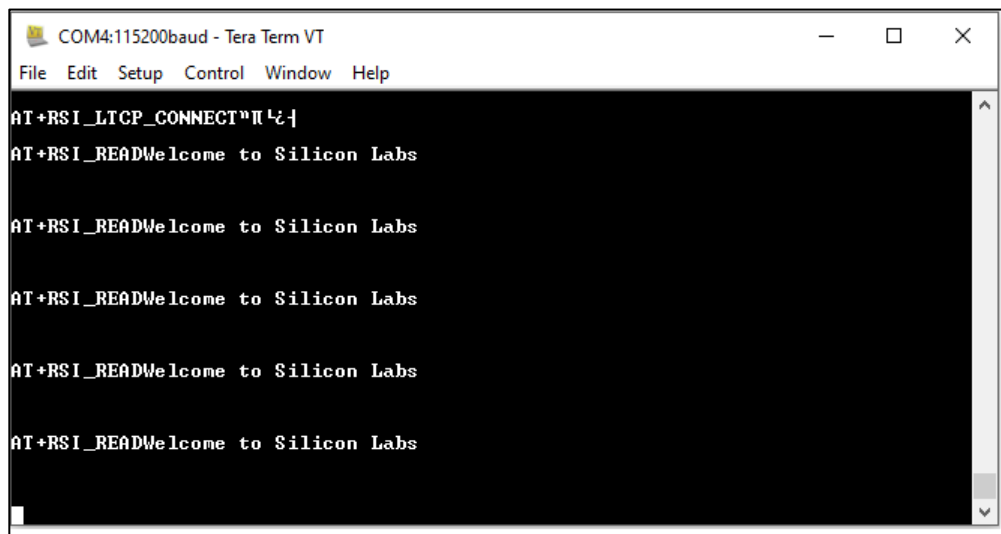 COM4:115200baud - Tera Term VT
File Edit Setup Control Window Help
AT+RSI_LTCP_CONNECT
AT+RSI_READWelcome to Silicon Labs
AT+RSI_READWelcome to Silicon Labs
AT+RSI_READWelcome to Silicon Labs
AT+RSI_READWelcome to Silicon Labs
AT+RSI_READWelcome to Silicon Labs